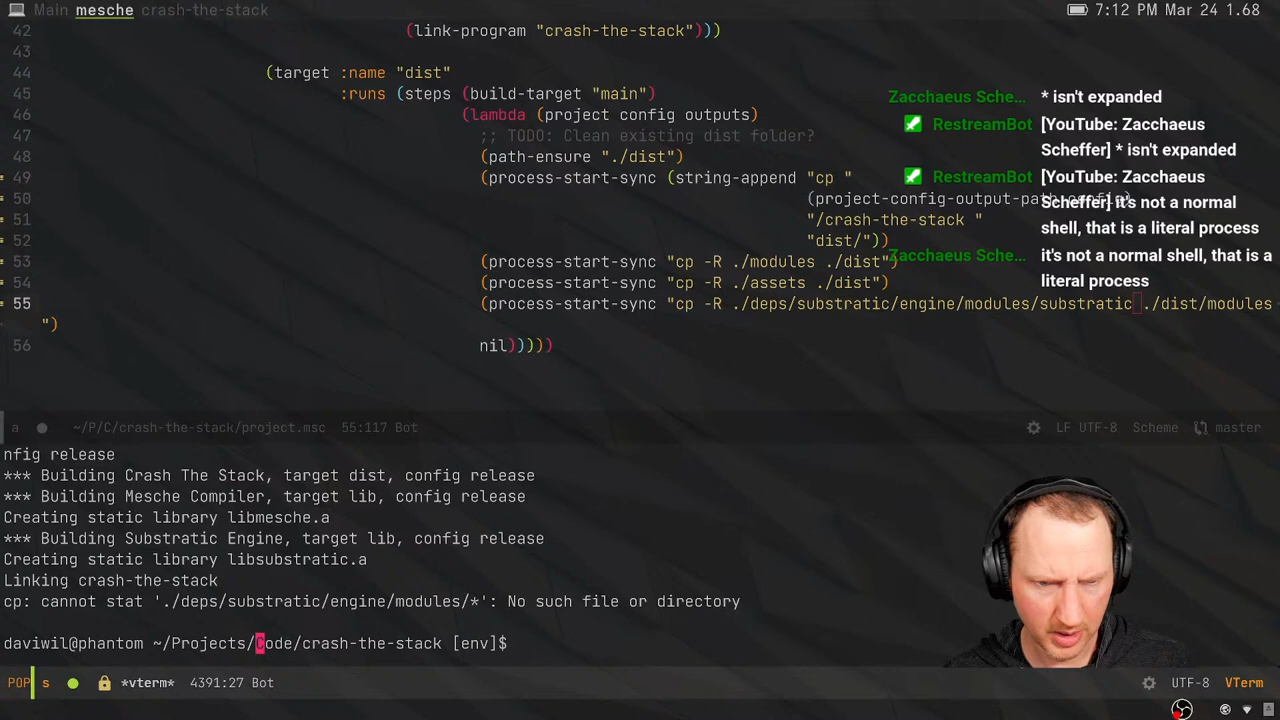 Main mesche crash-the-stack
7:12 PM Mar 24 1.68
42 (link-program "crash-the-stack")))
43
44 (target :name "dist"
45 :runs (steps (build-target "main")
46 (lambda (project config outputs)
47 ;; TODO: Clean existing dist folder?
48 (path-ensure "./dist")
49 (process-start-sync (string-append "cp "
50 (project-config-output-path config)
51 "/crash-the-stack "
52 "dist/"))
53 (process-start-sync "cp -R ./modules ./dist")
54 (process-start-sync "cp -R ./assets ./dist")
55 (process-start-sync "cp -R ./deps/substratic/engine/modules/substratic ./dist/modules
")
56 nil)))))
Zacchaeus Sche... * isn't expanded
RestreamBot [YouTube: Zacchaeus
Scheffer] * isn't expanded
RestreamBot [YouTube: Zacchaeus
Scheffer] it's not a normal
shell, that is a literal process
Zacchaeus Sche... it's not a normal shell, that is a
literal process
a ~/P/C/crash-the-stack/project.msc 55:117 Bot LF UTF-8 Scheme master
nfig release
*** Building Crash The Stack, target dist, config release
*** Building Mesche Compiler, target lib, config release
Creating static library libmesche.a
*** Building Substratic Engine, target lib, config release
Creating static library libsubstratic.a
Linking crash-the-stack
cp: cannot stat './deps/substratic/engine/modules/*': No such file or directory
daviwil@phantom ~/Projects/Code/crash-the-stack [env]$
POP s *vterm* 4391:27 Bot UTF-8 VTerm